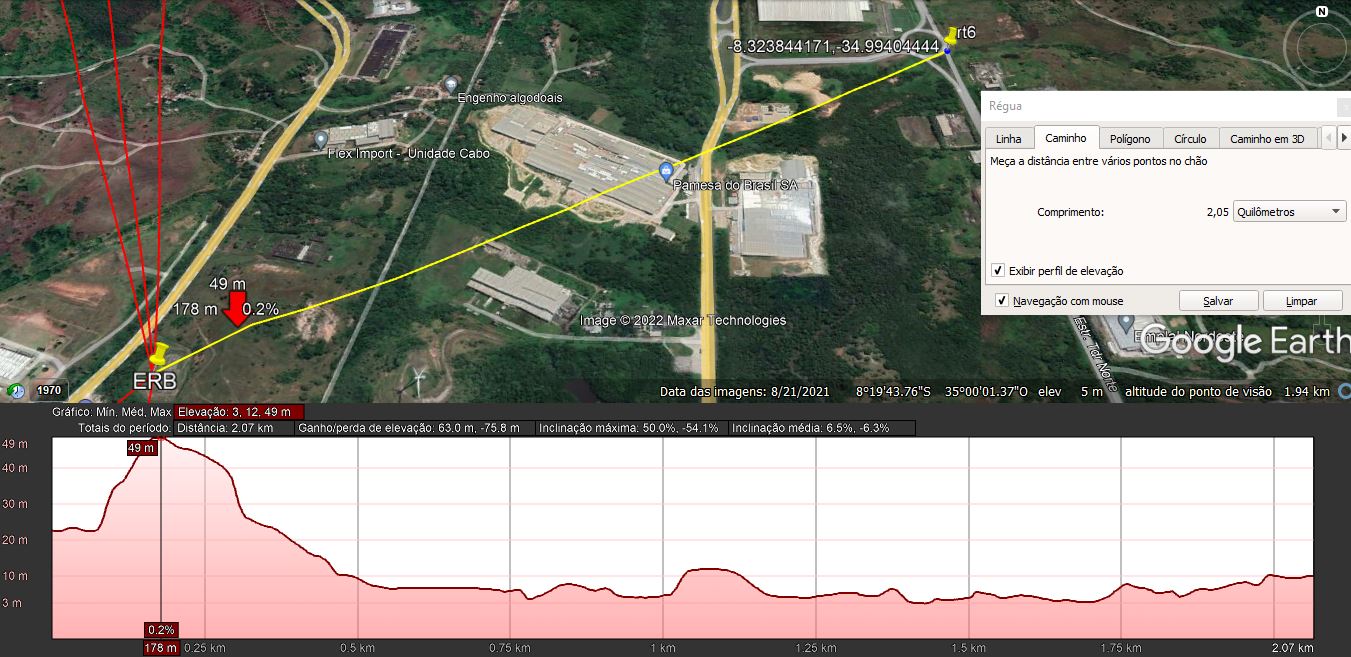 N
rt6
-8.323844171,-34.99404444
Engenho algodoais
Flex Import - Unidade Cabo
Pamesa do Brasil SA
49 m
178 m
0.2%
ERB
Image © 2022 Maxar Technologies
Régua
Linha
Caminho
Polígono
Círculo
Caminho em 3D
Meça a distância entre vários pontos no chão
Comprimento:
2,05
Quilômetros
Exibir perfil de elevação
Navegação com mouse
Salvar
Limpar
Estr. Tdr Norte
Google Earth
1970
Data das imagens: 8/21/2021
8°19'43.76"S
35°00'01.37"O
elev
5 m
altitude do ponto de visão
1.94 km
Gráfico: Mín, Méd, Max
Elevação: 3, 12, 49 m
Totais do período:
Distância: 2.07 km
Ganho/perda de elevação: 63.0 m, -75.8 m
Inclinação máxima: 50.0%, -54.1%
Inclinação média: 6.5%, -6.3%
49 m
49 m
40 m
30 m
20 m
10 m
3 m
0.2%
178 m
0.25 km
0.5 km
0.75 km
1 km
1.25 km
1.5 km
1.75 km
2.07 km